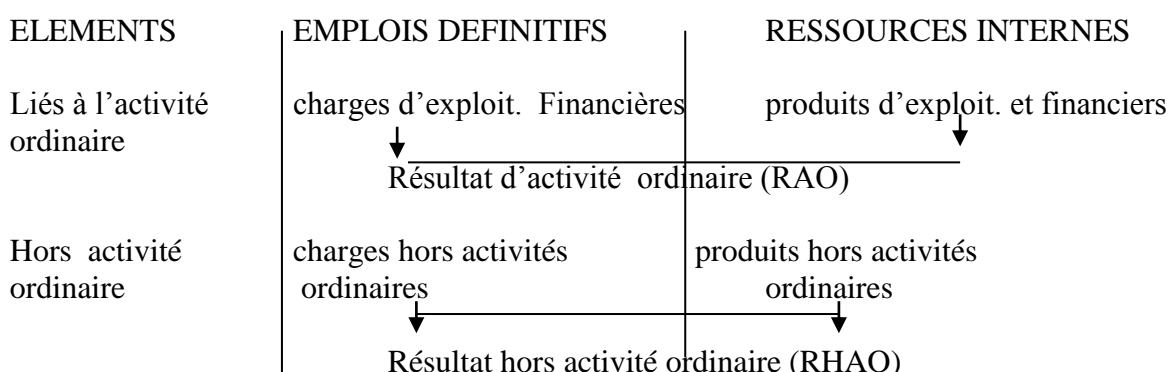 ELEMENTS EMPLOIS DEFINITIFS RESSOURCES INTERNES
Liés à l’activité charges d’exploit. Financières produits d’exploit. et financiers
ordinaire
Résultat d’activité ordinaire (RAO)
Hors activité charges hors activités produits hors activités
ordinaire ordinaires ordinaires
Résultat hors activité ordinaire (RHAO)